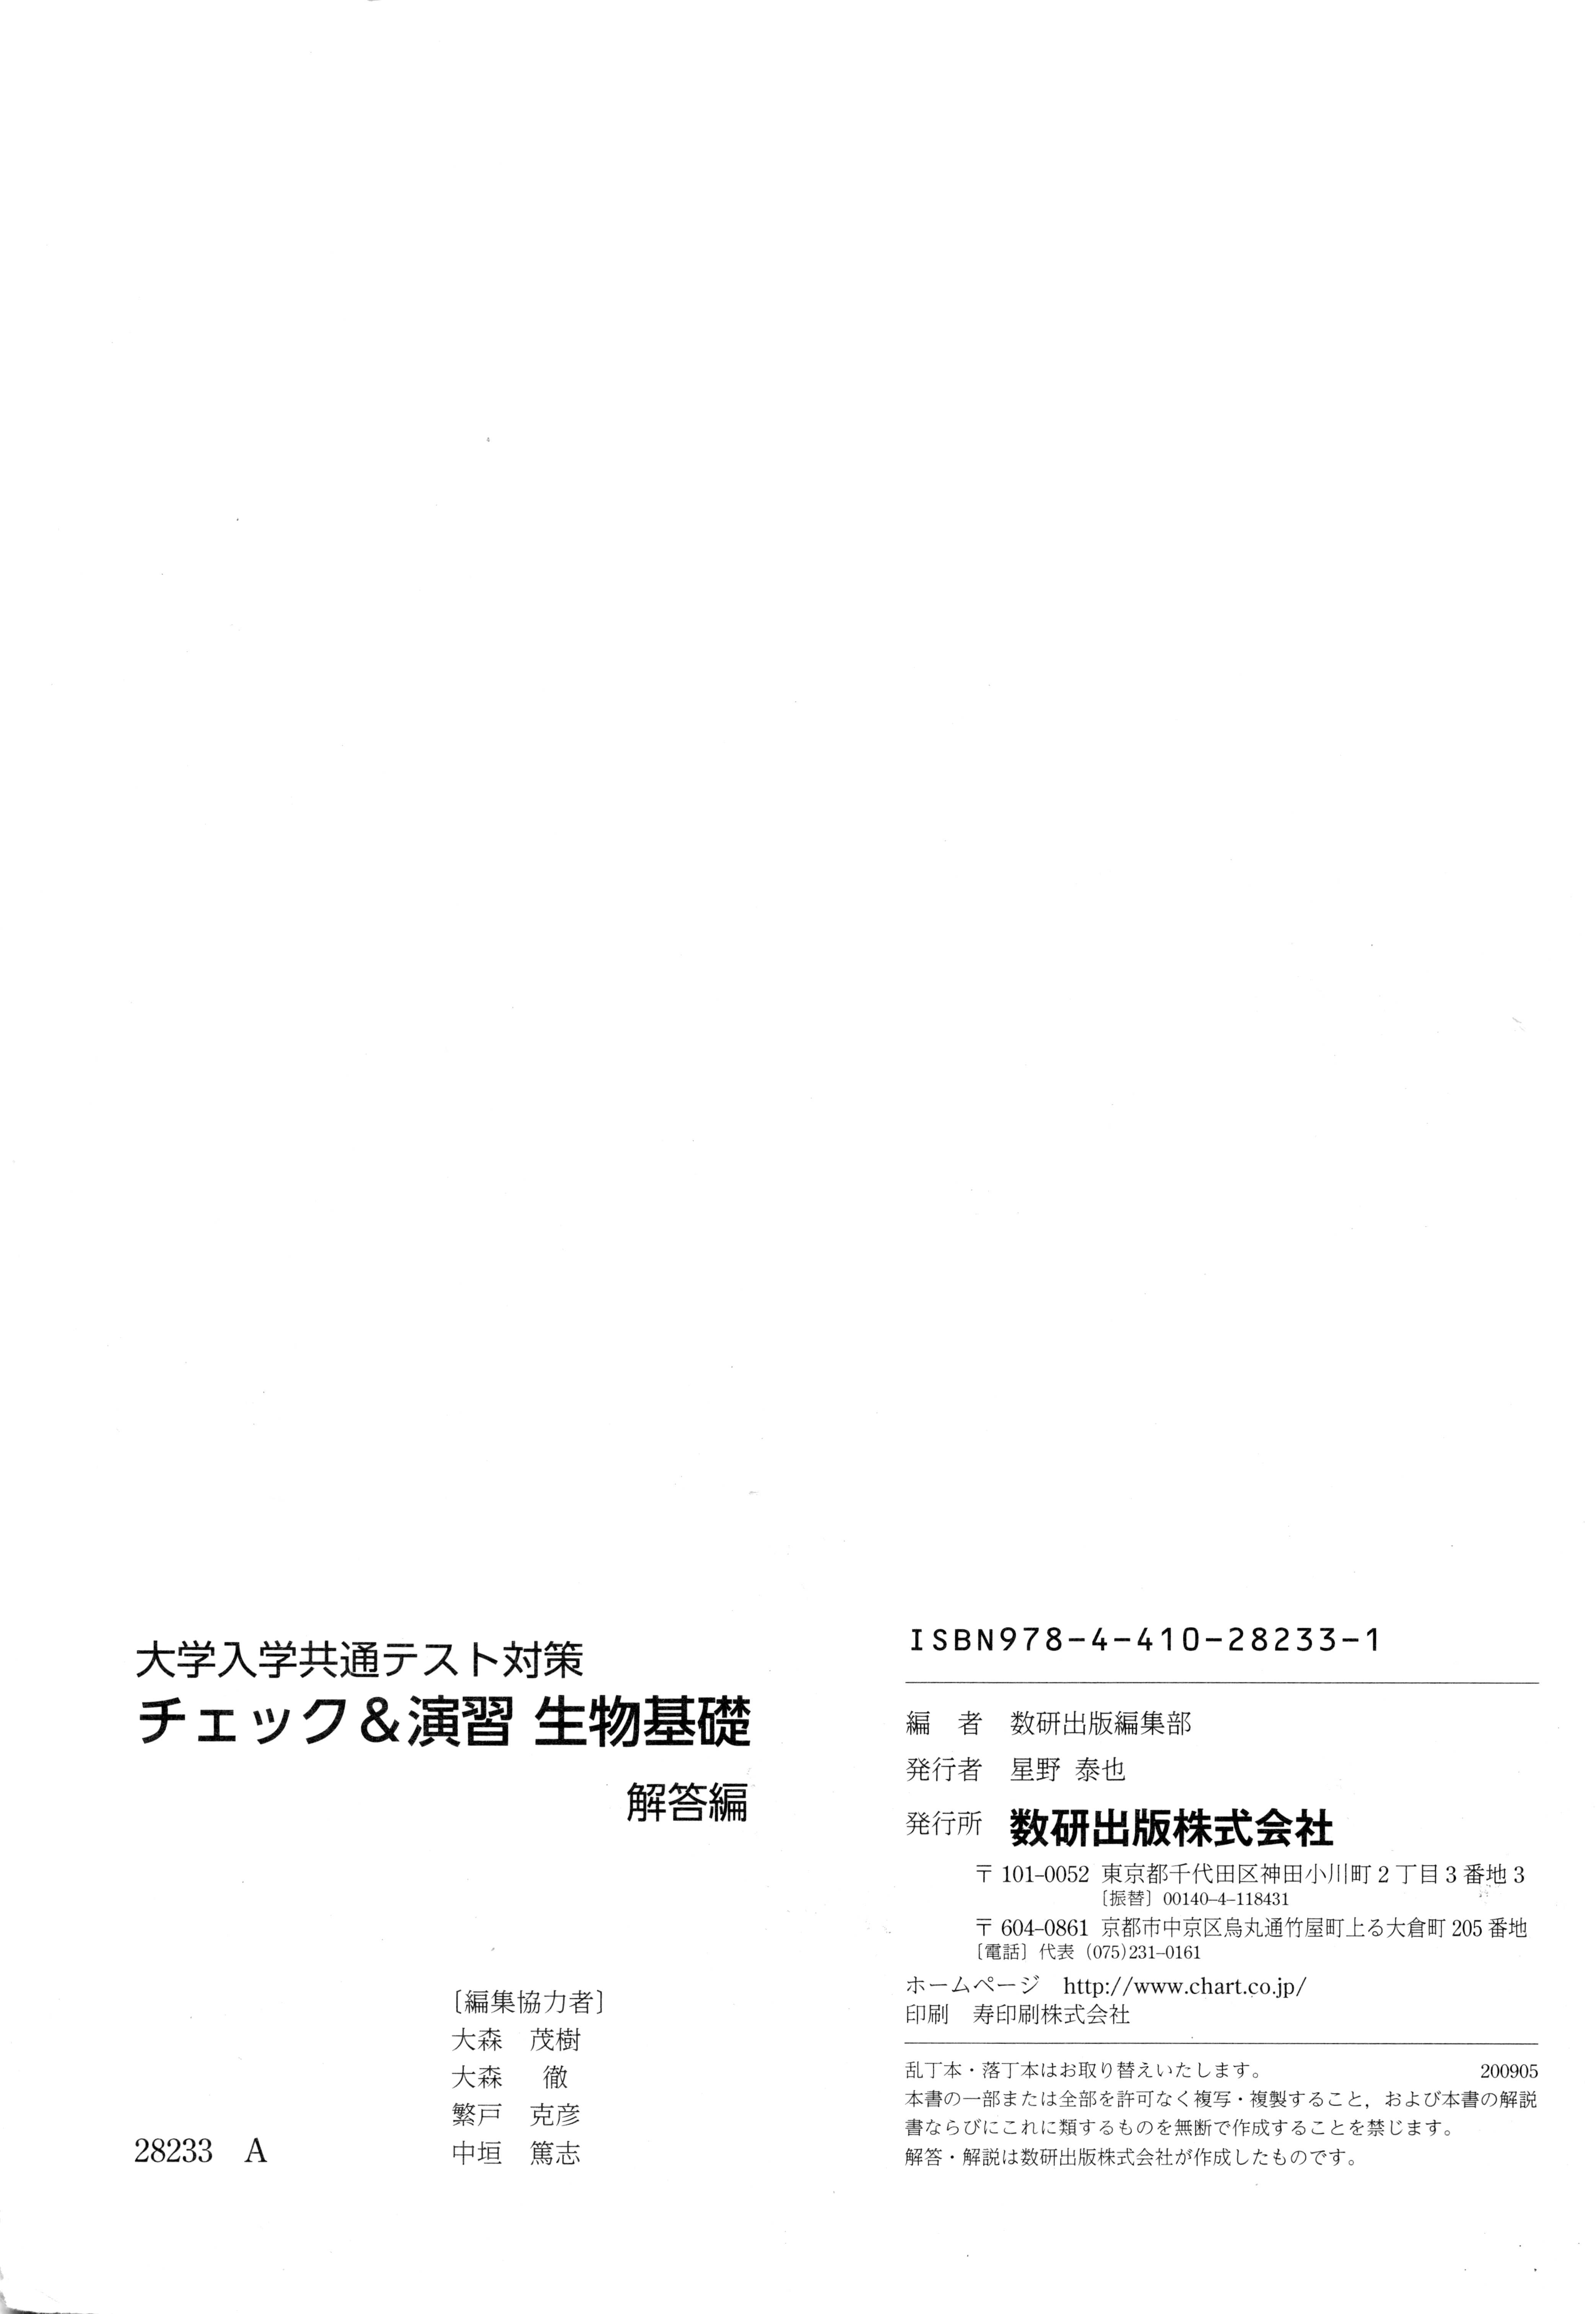 大学入学共通テスト対策
チェック&演習 生物基礎
解答編
〔編集協力者〕
大森　茂樹
大森　徹
繁戸　克彦
中垣　篤志
28233　A
ISBN978-4-410-28233-1
編　者　数研出版編集部
発行者　星野 泰也
発行所　数研出版株式会社
〒101-0052 東京都千代田区神田小川町2丁目3番地3
〔振替〕00140-4-118431
〒604-0861 京都市中京区烏丸通竹屋町上る大倉町205番地
〔電話〕代表 (075)231-0161
ホームページ　http://www.chart.co.jp/
印刷　寿印刷株式会社
乱丁本・落丁本はお取り替えいたします。　200905
本書の一部または全部を許可なく複写・複製すること，および本書の解説
書ならびにこれに類するものを無断で作成することを禁じます。
解答・解説は数研出版株式会社が作成したものです。